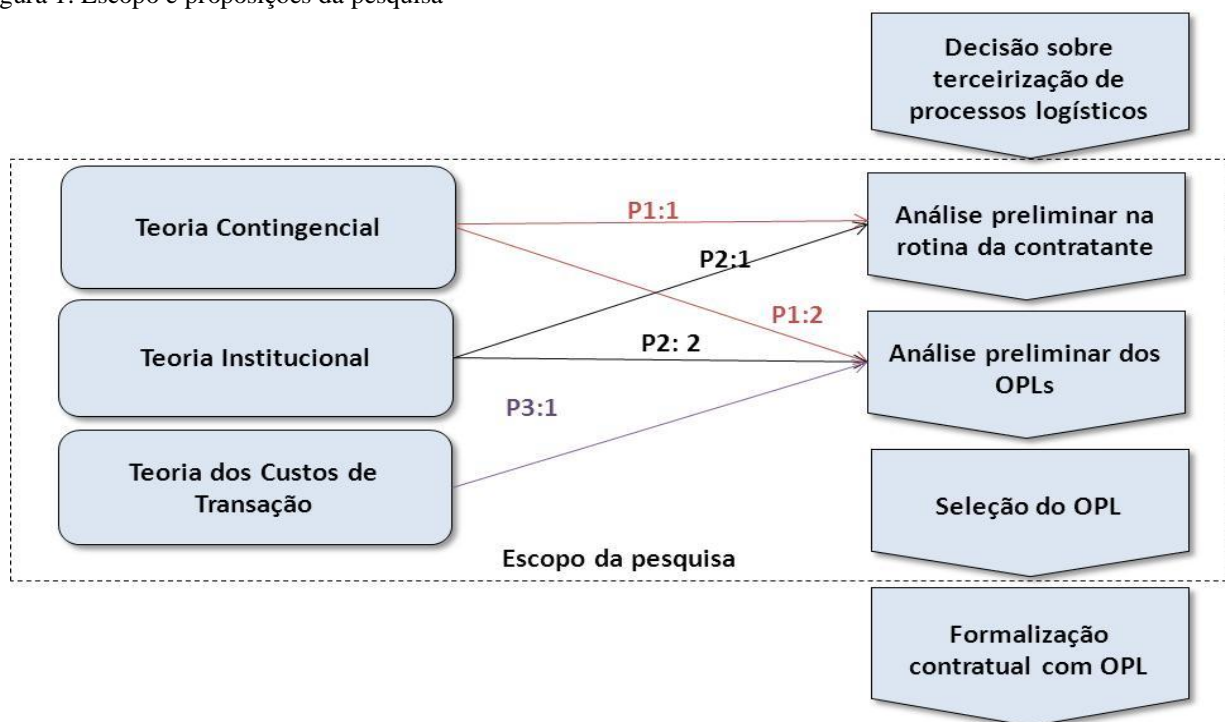 gura 1. Escopo e proposições da pesquisa
Decisão sobre
terceirização de
processos logísticos
Teoria Contingencial
P1:1
Análise preliminar na
rotina da contratante
P2:1
P1:2
Teoria Institucional
P2: 2
Análise preliminar dos
OPLs
P3:1
Teoria dos Custos de
Transação
Seleção do OPL
Escopo da pesquisa
Formalização
contratual com OPL